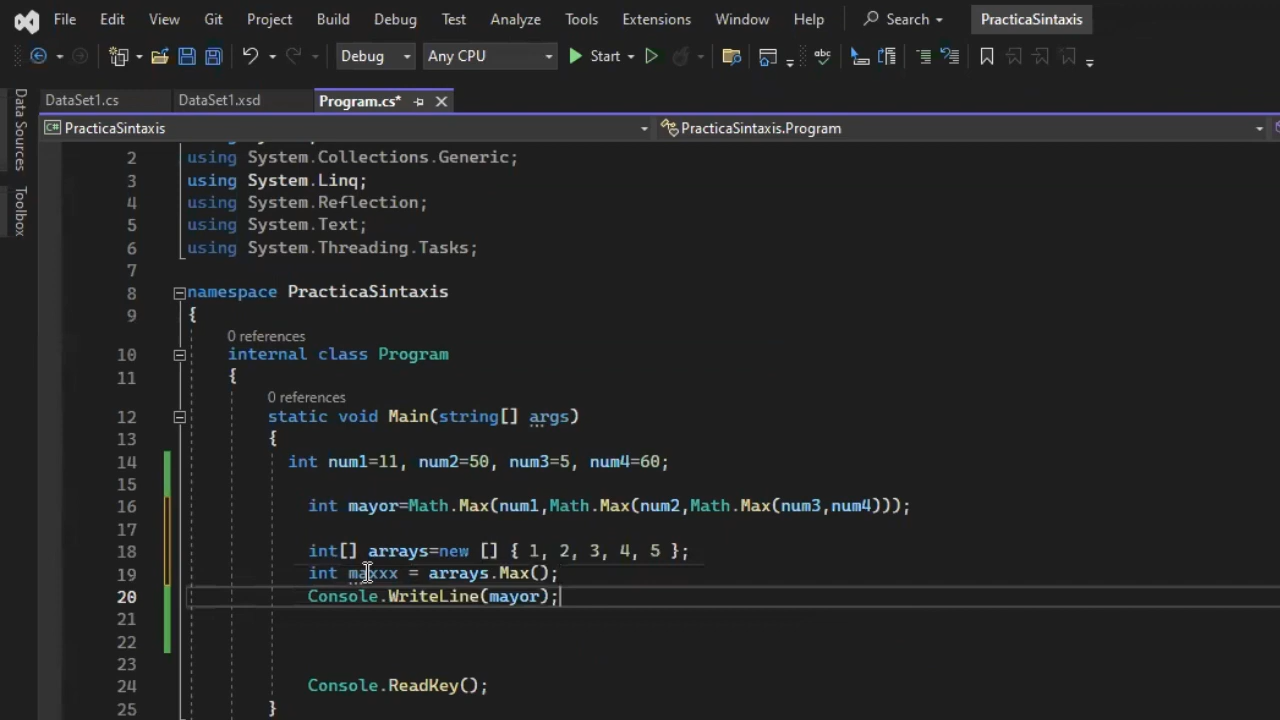 File Edit View Git Project Build Debug Test Analyze Tools Extensions Window Help Search PracticaSintaxis
Debug Any CPU Start abc
DataSet1.cs DataSet1.xsd Program.cs*
C# PracticaSintaxis PracticaSintaxis.Program
Data Sources
Toolbox
2 using System.Collections.Generic;
3 using System.Linq;
4 using System.Reflection;
5 using System.Text;
6 using System.Threading.Tasks;
7
8 namespace PracticaSintaxis
9 {
0 references
10 internal class Program
11 {
0 references
12 static void Main(string[] args)
13 {
14 int num1=11, num2=50, num3=5, num4=60;
15
16 int mayor=Math.Max(num1,Math.Max(num2,Math.Max(num3,num4)));
17
18 int[] arrays=new [] { 1, 2, 3, 4, 5 };
19 int maxxx = arrays.Max();
20 Console.WriteLine(mayor);
21
22
23
24 Console.ReadKey();
25 }